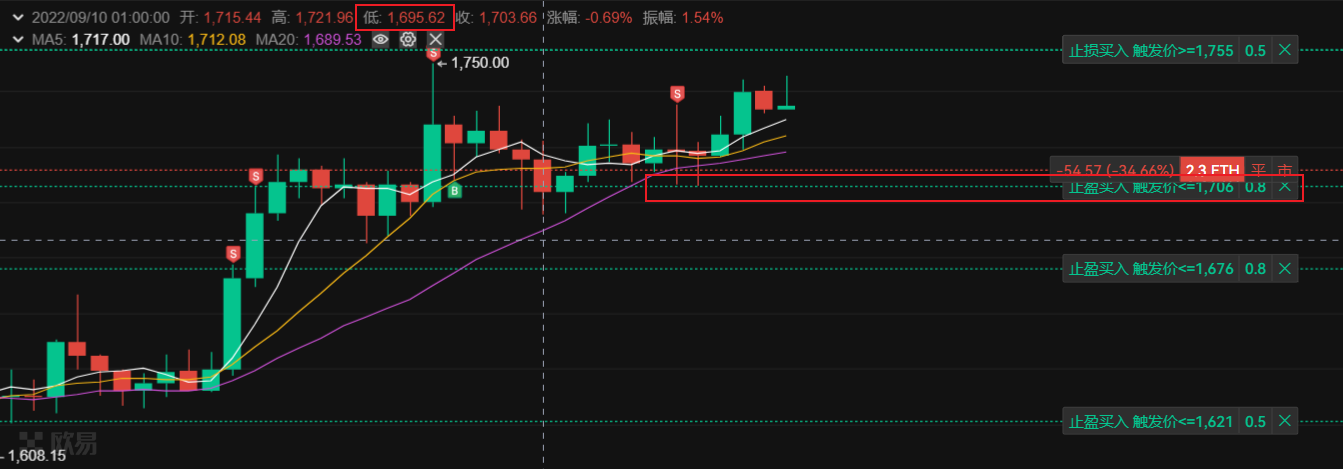 2022/09/10 01:00:00 开: 1,715.44 高: 1,721.96 低: 1,695.62 收: 1,703.66 涨幅: -0.69% 振幅: 1.54%
MA5: 1,717.00 MA10: 1,712.08 MA20: 1,689.53
S
1,750.00
止损买入 触发价>=1,755 0.5
S
S
-54.57 (-34.66%) 2.3 ETH 平 市
B
止盈买入 触发价<=1,706 0.8
S
止盈买入 触发价<=1,676 0.8
止盈买入 触发价<=1,621 0.5
欧易
1,608.15